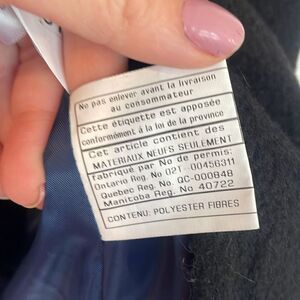 Ne pas enlever avant la livraison
au consommateur
Cette étiquette est apposée
conformément à la loi de la province
Cet article contient des
MATÉRIAUX NEUFS SEULEMENT
fabriqué par No de permis:
Ontario Reg. No 02T -00456311
Quebec Reg. No QC-000848
Manitoba Reg No 40722
CONTENU: POLYESTER FIBRES